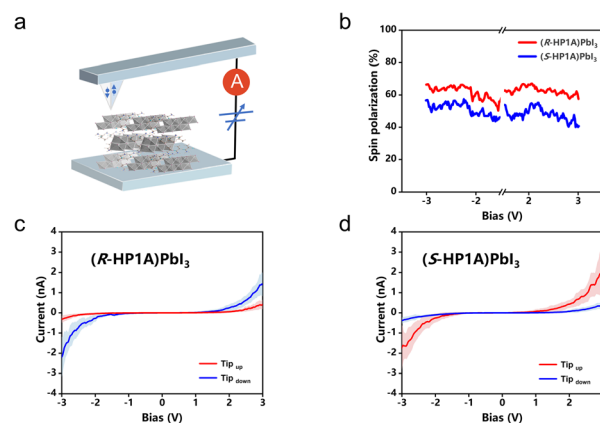 a
A
b
Spin polarization (%)
100
80
60
40
20
0
(R-HP1A)PbI₃
(S-HP1A)PbI₃
-3
-2
2
3
Bias (V)
c
(R-HP1A)PbI₃
Current (nA)
4
3
2
1
0
-1
-2
-3
-4
Tip up
Tip down
-3
-2
-1
0
1
2
3
Bias (V)
d
(S-HP1A)PbI₃
Current (nA)
4
3
2
1
0
-1
-2
-3
-4
Tip up
Tip down
-3
-2
0
2
3
Bias (V)